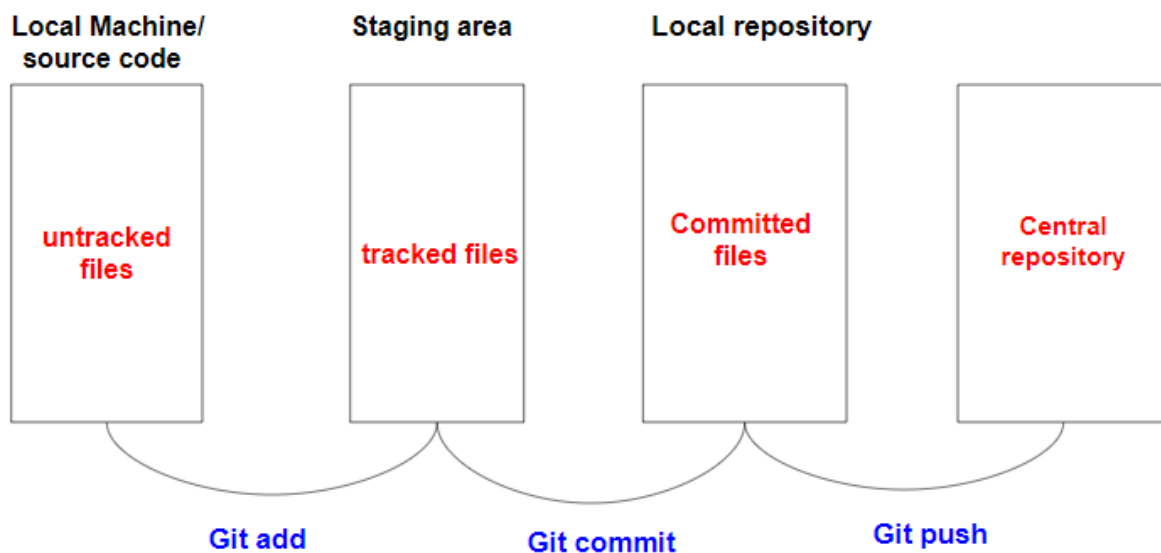 Local Machine/
source code
Staging area
Local repository
untracked
files
tracked files
Committed
files
Central
repository
Git add
Git commit
Git push